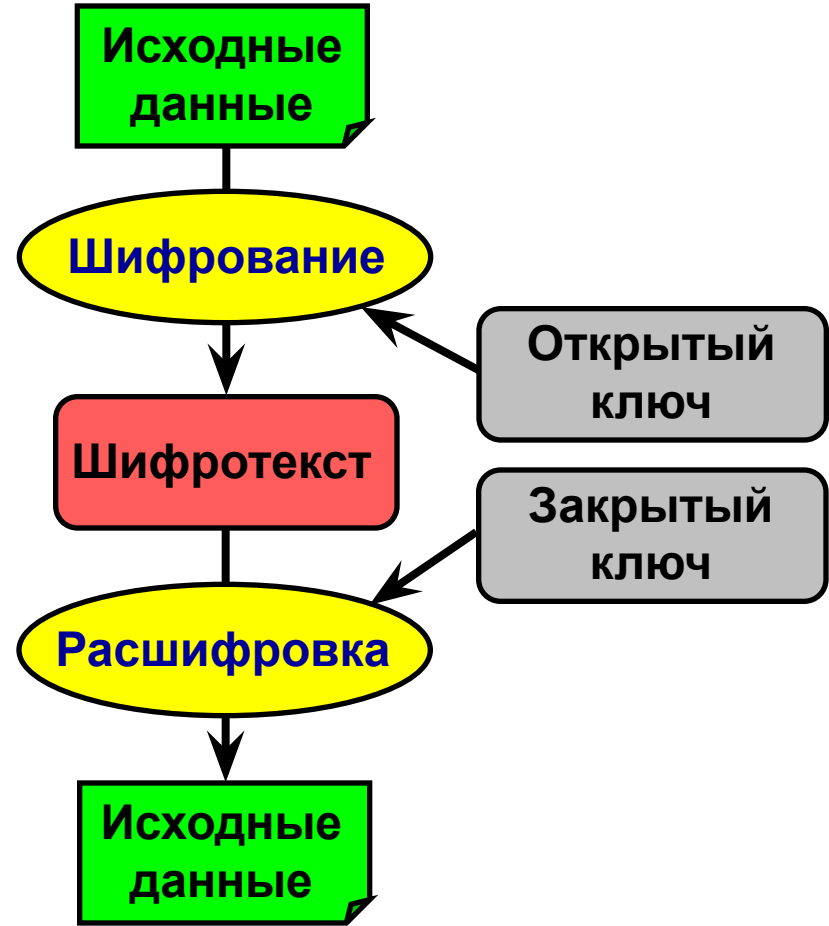 Исходные
данные
Шифрование
Открытый
ключ
Шифротекст
Закрытый
ключ
Расшифровка
Исходные
данные